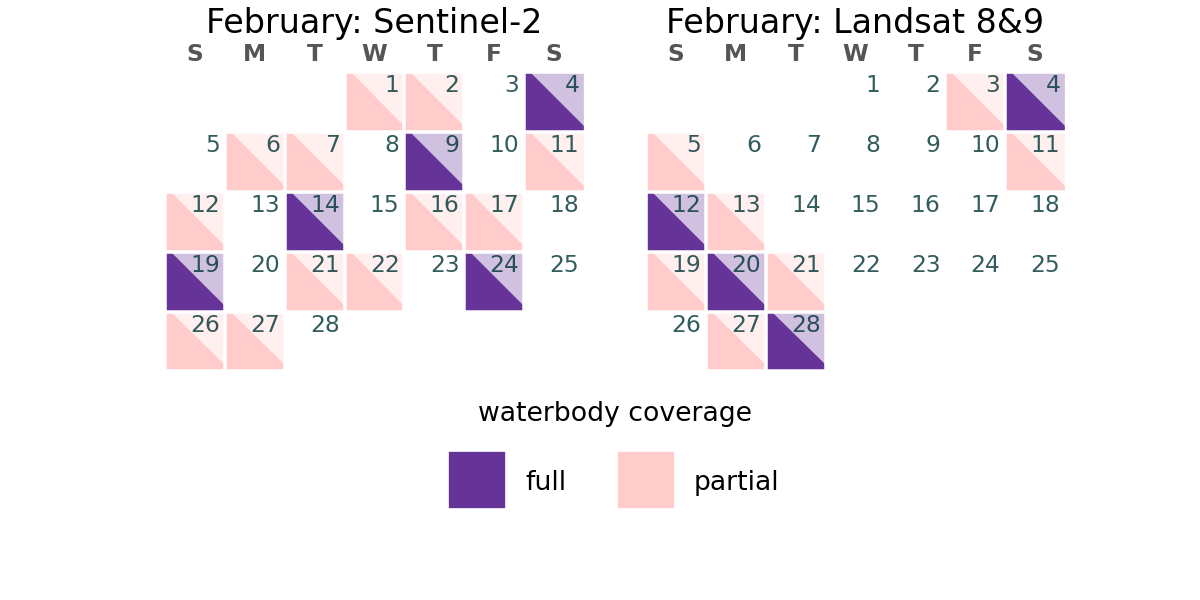 February: Sentinel-2
S M T W T F S
1 2 3 4
5 6 7 8 9 10 11
12 13 14 15 16 17 18
19 20 21 22 23 24 25
26 27 28
February: Landsat 8&9
S M T W T F S
1 2 3 4
5 6 7 8 9 10 11
12 13 14 15 16 17 18
19 20 21 22 23 24 25
26 27 28
waterbody coverage
full partial